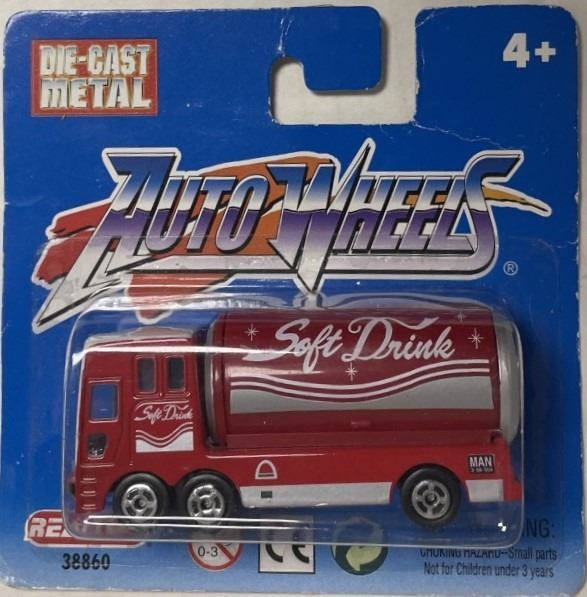 DIE-CAST
METAL
4+
AUTO WHEELS ®
Soft Drink
Soft Drink
MAN
38860
0-3
CE
NG:
CHOKING HAZARD--Small parts
Not for Children under 3 years